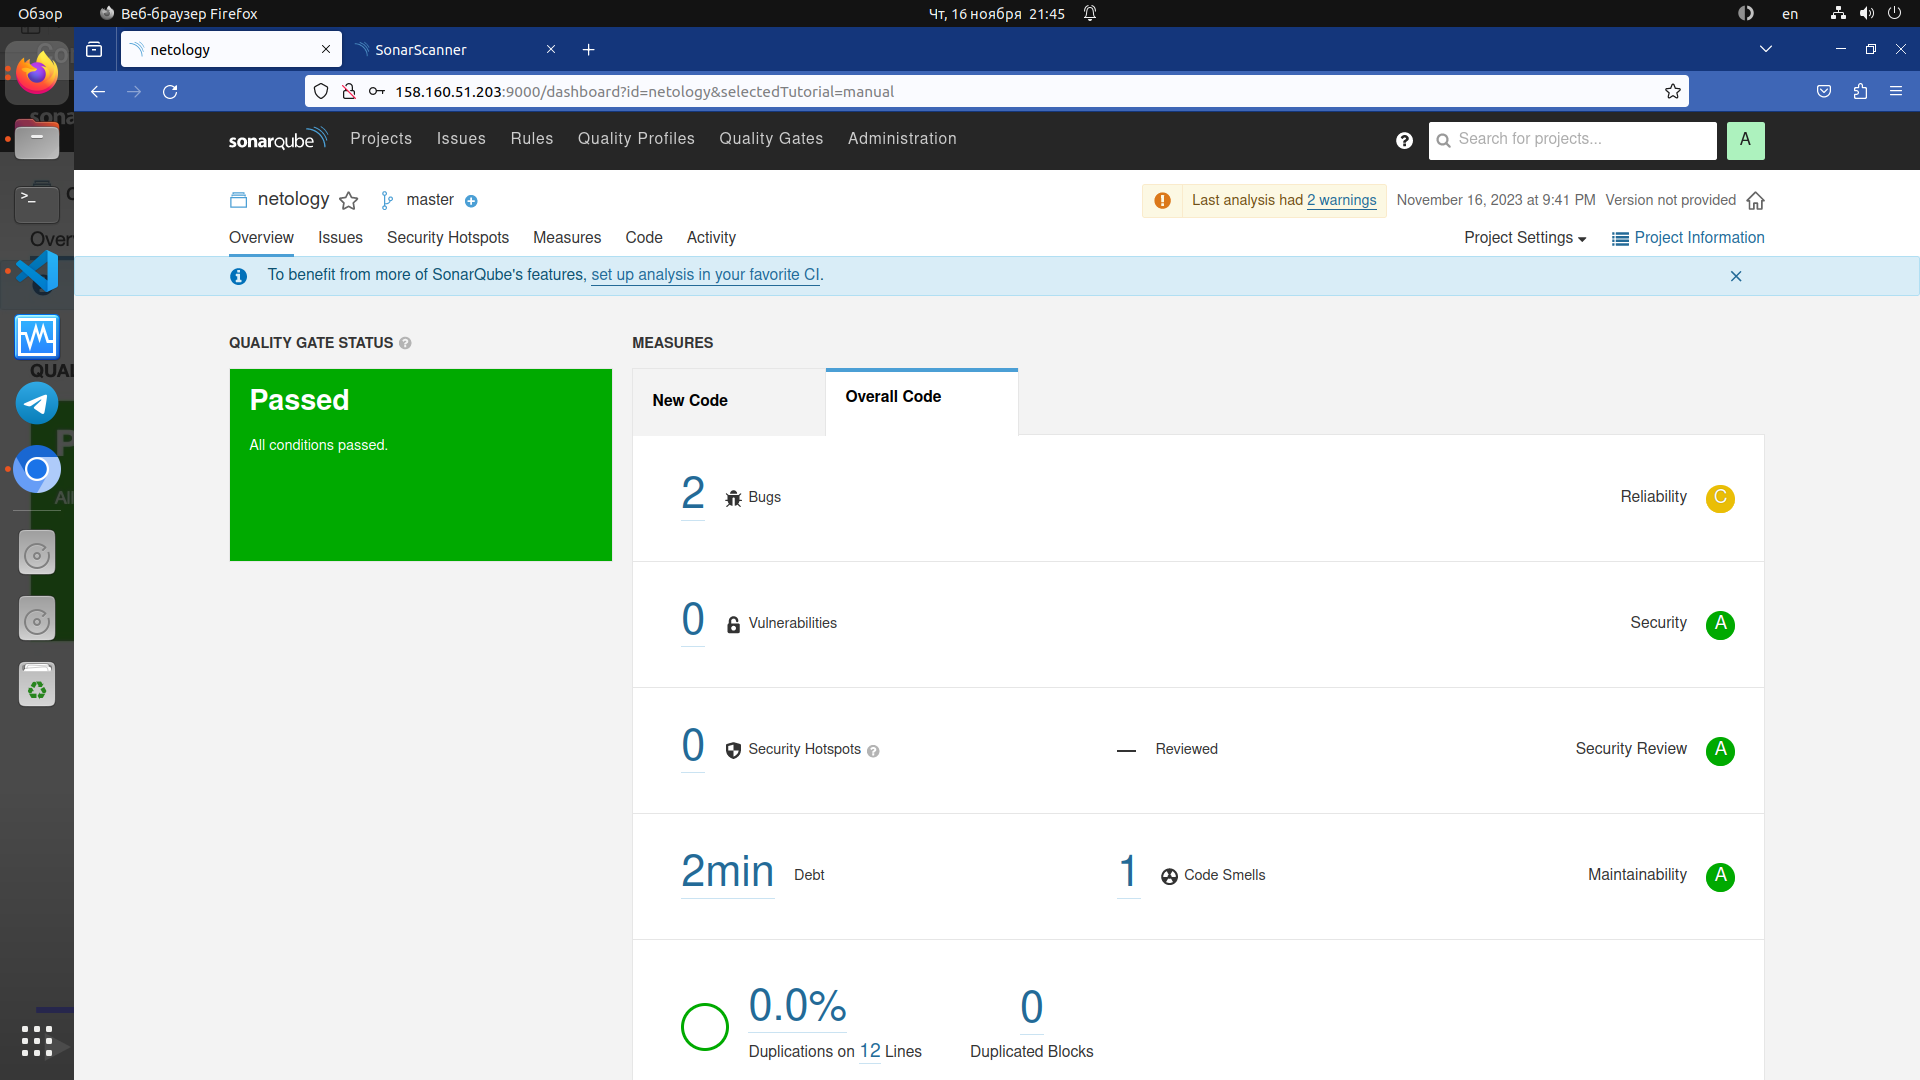 Обзор
Веб-браузер Firefox
Чт, 16 ноября 21:45
en
netology
SonarScanner
158.160.51.203:9000/dashboard?id=netology&selectedTutorial=manual
sonarqube
Projects
Issues
Rules
Quality Profiles
Quality Gates
Administration
Search for projects...
A
netology
master
Last analysis had 2 warnings
November 16, 2023 at 9:41 PM
Version not provided
Overview
Issues
Security Hotspots
Measures
Code
Activity
Project Settings
Project Information
To benefit from more of SonarQube's features, set up analysis in your favorite CI.
QUALITY GATE STATUS
MEASURES
Passed
All conditions passed.
New Code
Overall Code
2 Bugs
Reliability C
0 Vulnerabilities
Security A
0 Security Hotspots
Reviewed
Security Review A
2min Debt
1 Code Smells
Maintainability A
0.0%
Duplications on 12 Lines
0
Duplicated Blocks